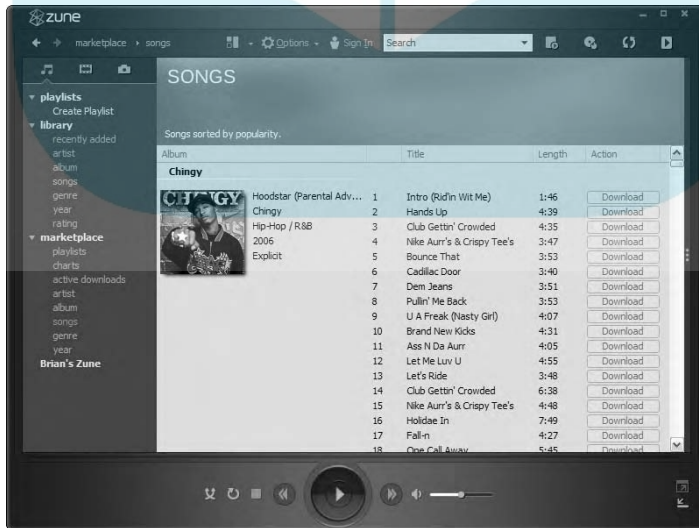 zune
marketplace ▸ songs
Options
Sign In
Search
playlists
Create Playlist
library
recently added
artist
album
songs
genre
year
rating
marketplace
playlists
charts
active downloads
artist
album
songs
genre
year
Brian's Zune
SONGS
Songs sorted by popularity.
Album Title Length Action
Chingy
CHINGY
Hoodstar (Parental Adv...
Chingy
Hip-Hop / R&B
2006
Explicit
1 Intro (Rid'in Wit Me) 1:46 Download
2 Hands Up 4:39 Download
3 Club Gettin' Crowded 4:35 Download
4 Nike Aurr's & Crispy Tee's 3:47 Download
5 Bounce That 3:53 Download
6 Cadillac Door 3:40 Download
7 Dem Jeans 3:51 Download
8 Pullin' Me Back 3:53 Download
9 U A Freak (Nasty Girl) 4:07 Download
10 Brand New Kicks 4:31 Download
11 Ass N Da Aurr 4:05 Download
12 Let Me Luv U 4:55 Download
13 Let's Ride 3:48 Download
14 Club Gettin' Crowded 6:38 Download
15 Nike Aurr's & Crispy Tee's 4:48 Download
16 Holidae In 7:49 Download
17 Fall-n 4:27 Download
18 One Call Away 5:45 Download